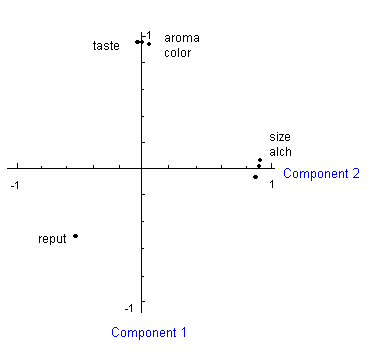 1
taste
aroma
color
size
alch
-1
1
Component 2
reput
-1
Component 1